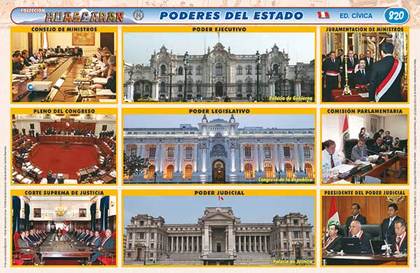 COLECCIÓN
HUASCARAN
PODERES DEL ESTADO
ED. CÍVICA
820
CONSEJO DE MINISTROS
PODER EJECUTIVO
JURAMENTACIÓN DE MINISTROS
Palacio de Gobierno
PLENO DEL CONGRESO
PODER LEGISLATIVO
COMISIÓN PARLAMENTARIA
Congreso de la República
CORTE SUPREMA DE JUSTICIA
PODER JUDICIAL
PRESIDENTE DEL PODER JUDICIAL
Palacio de Justicia